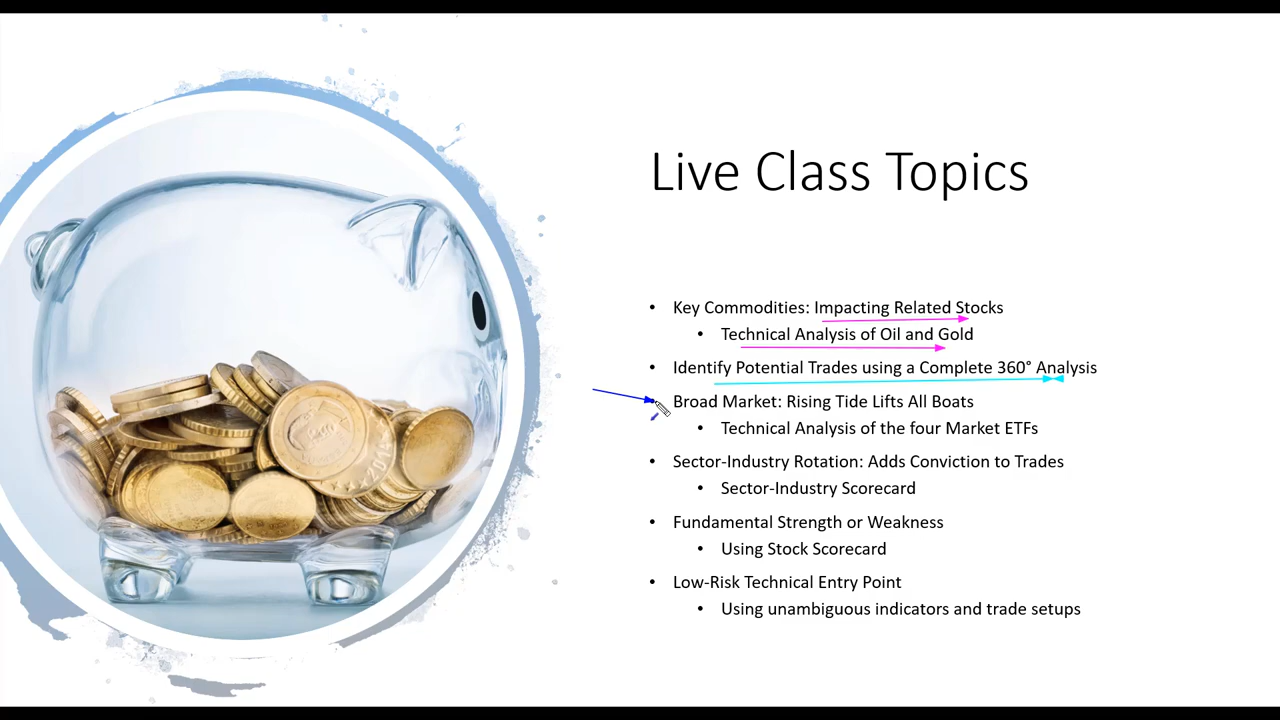 Live Class Topics
• Key Commodities: Impacting Related Stocks
• Technical Analysis of Oil and Gold
• Identify Potential Trades using a Complete 360° Analysis
Broad Market: Rising Tide Lifts All Boats
• Technical Analysis of the four Market ETFs
• Sector-Industry Rotation: Adds Conviction to Trades
• Sector-Industry Scorecard
• Fundamental Strength or Weakness
• Using Stock Scorecard
• Low-Risk Technical Entry Point
• Using unambiguous indicators and trade setups
2014